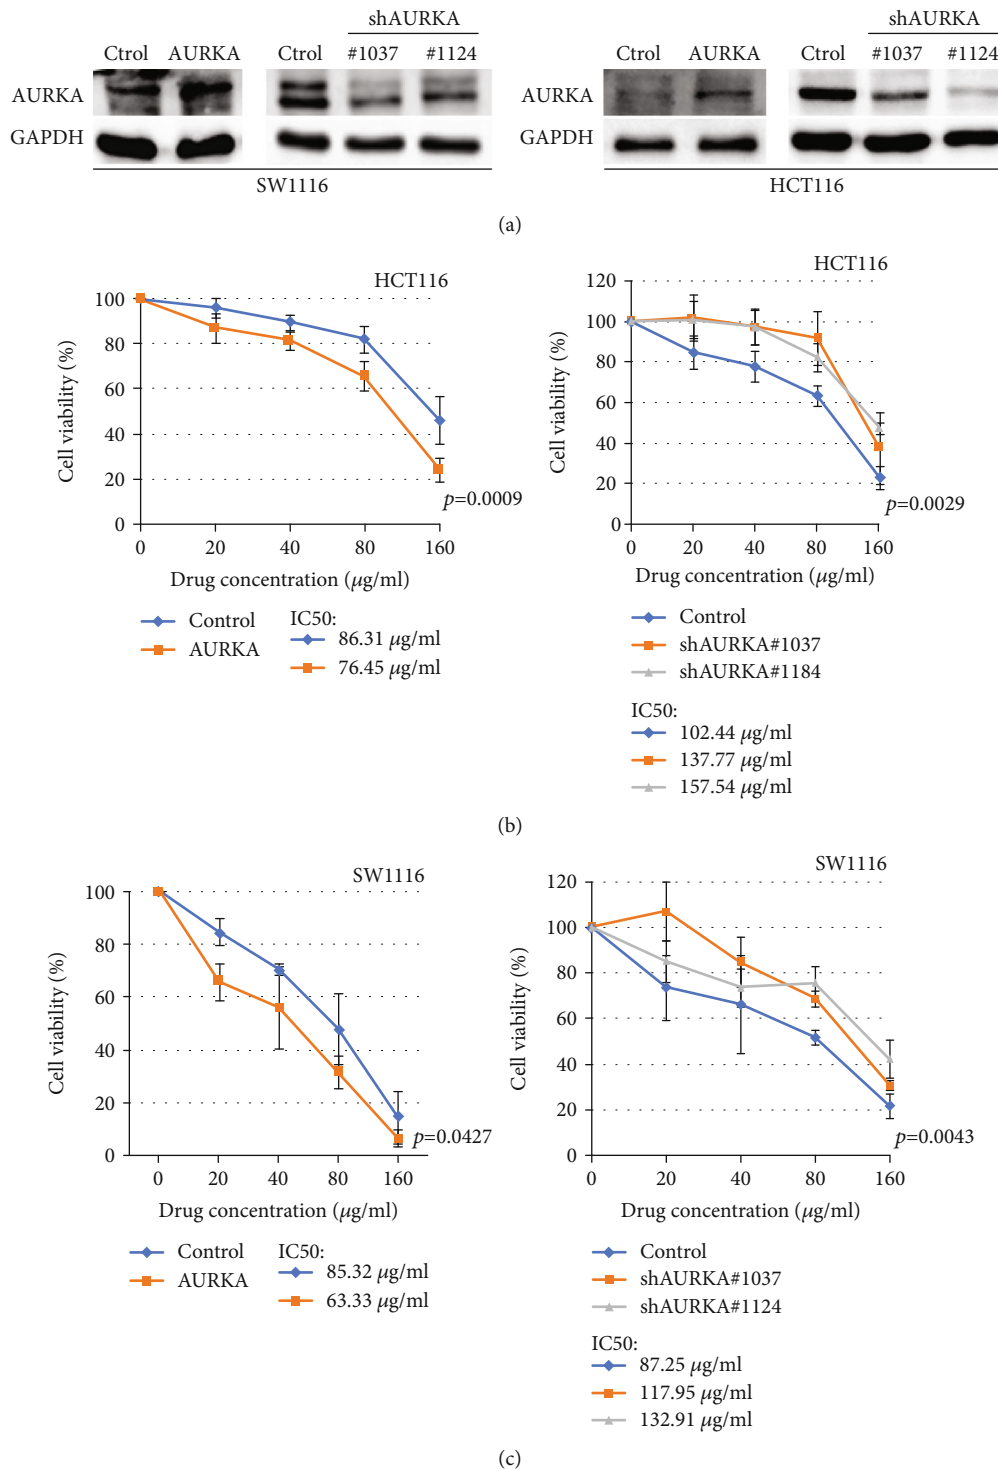 shAURKA
shAURKA
Ctrol AURKA Ctrol #1037 #1124
Ctrol AURKA Ctrol #1037 #1124
AURKA
AURKA
GAPDH
GAPDH
SW1116
HCT116
(a)
HCT116
100
80
60
40
20
0
Cell viability (%)
p=0.0009
0 20 40 80 160
Drug concentration (μg/ml)
Control
AURKA
IC50:
86.31 μg/ml
76.45 μg/ml
HCT116
120
100
80
60
40
20
0
Cell viability (%)
p=0.0029
0 20 40 80 160
Drug concentration (μg/ml)
Control
shAURKA#1037
shAURKA#1184
IC50:
102.44 μg/ml
137.77 μg/ml
157.54 μg/ml
(b)
SW1116
100
80
60
40
20
0
Cell viability (%)
p=0.0427
0 20 40 80 160
Drug concentration (μg/ml)
Control
AURKA
IC50:
85.32 μg/ml
63.33 μg/ml
SW1116
120
100
80
60
40
20
0
Cell viability (%)
p=0.0043
0 20 40 80 160
Drug concentration (μg/ml)
Control
shAURKA#1037
shAURKA#1124
IC50:
87.25 μg/ml
117.95 μg/ml
132.91 μg/ml
(c)